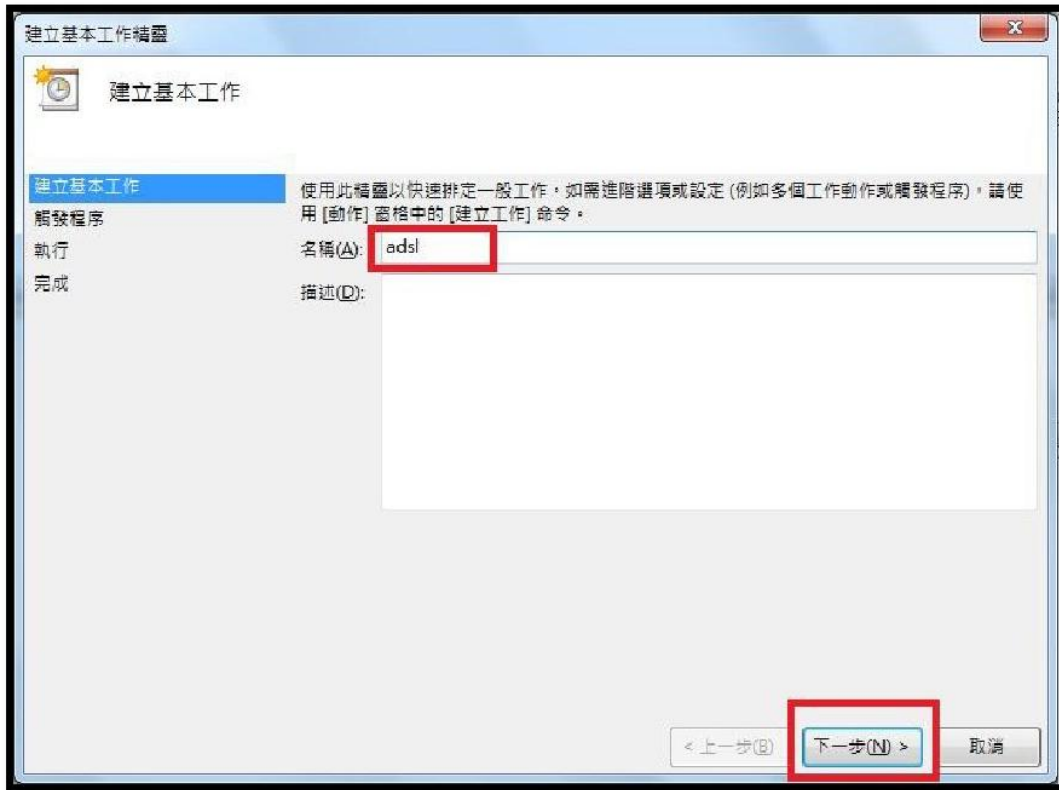 建立基本工作精靈
建立基本工作
建立基本工作
觸發程序
執行
完成
使用此精靈以快速排定一般工作。如需進階選項或設定 (例如多個工作動作或觸發程序),請使
用 [動作] 窗格中的 [建立工作] 命令。
名稱(A):
adsl
描述(D):
< 上一步(B)
下一步(N) >
取消